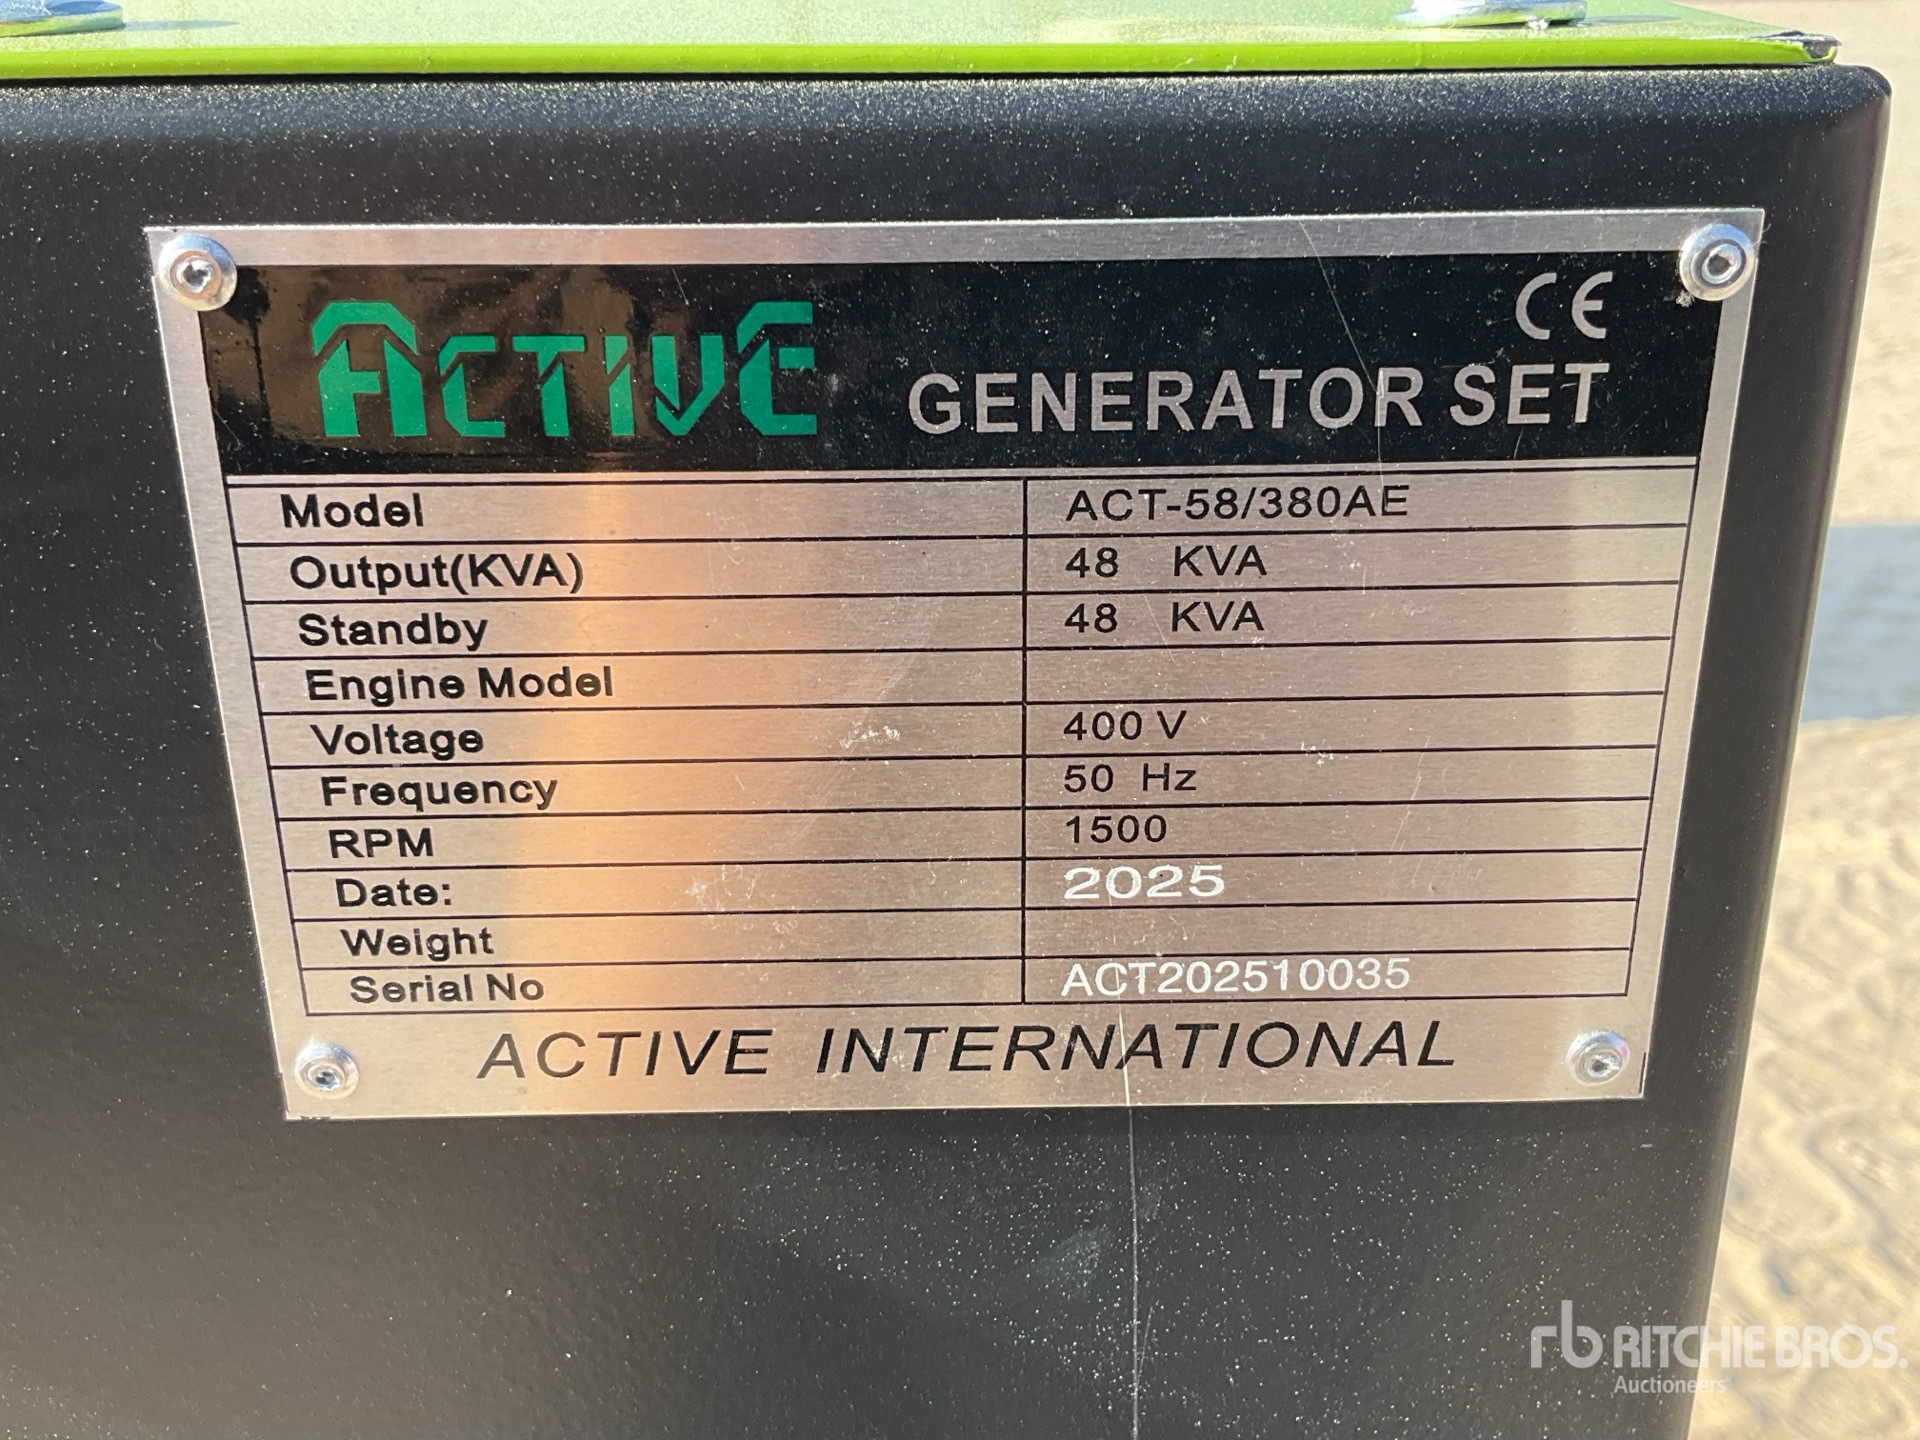 ACTIVE GENERATOR SET CE
Model ACT-58/380AE
Output(KVA) 48 KVA
Standby 48 KVA
Engine Model
Voltage 400 V
Frequency 50 Hz
RPM 1500
Date: 2025
Weight
Serial No ACT202510035
ACTIVE INTERNATIONAL
rb RITCHIE BROS.
Auctioneers